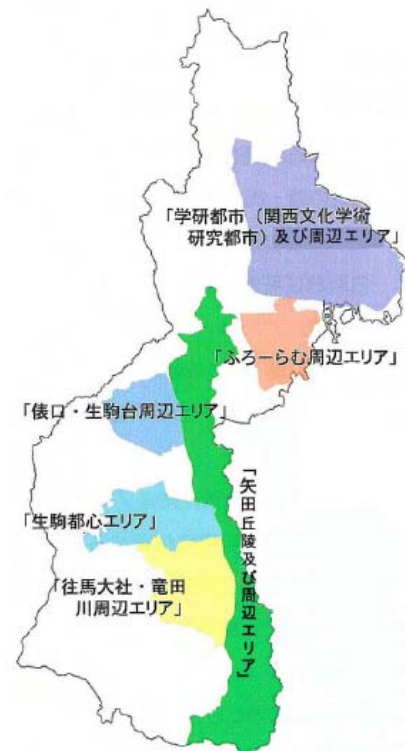 「学研都市（関西文化学術
研究都市）及び周辺エリア」
「ふろーらむ周辺エリア」
「俵口・生駒台周辺エリア」
「生駒都心エリア」
「往馬大社・竜田
川周辺エリア」
「矢田丘陵及び周辺エリア」